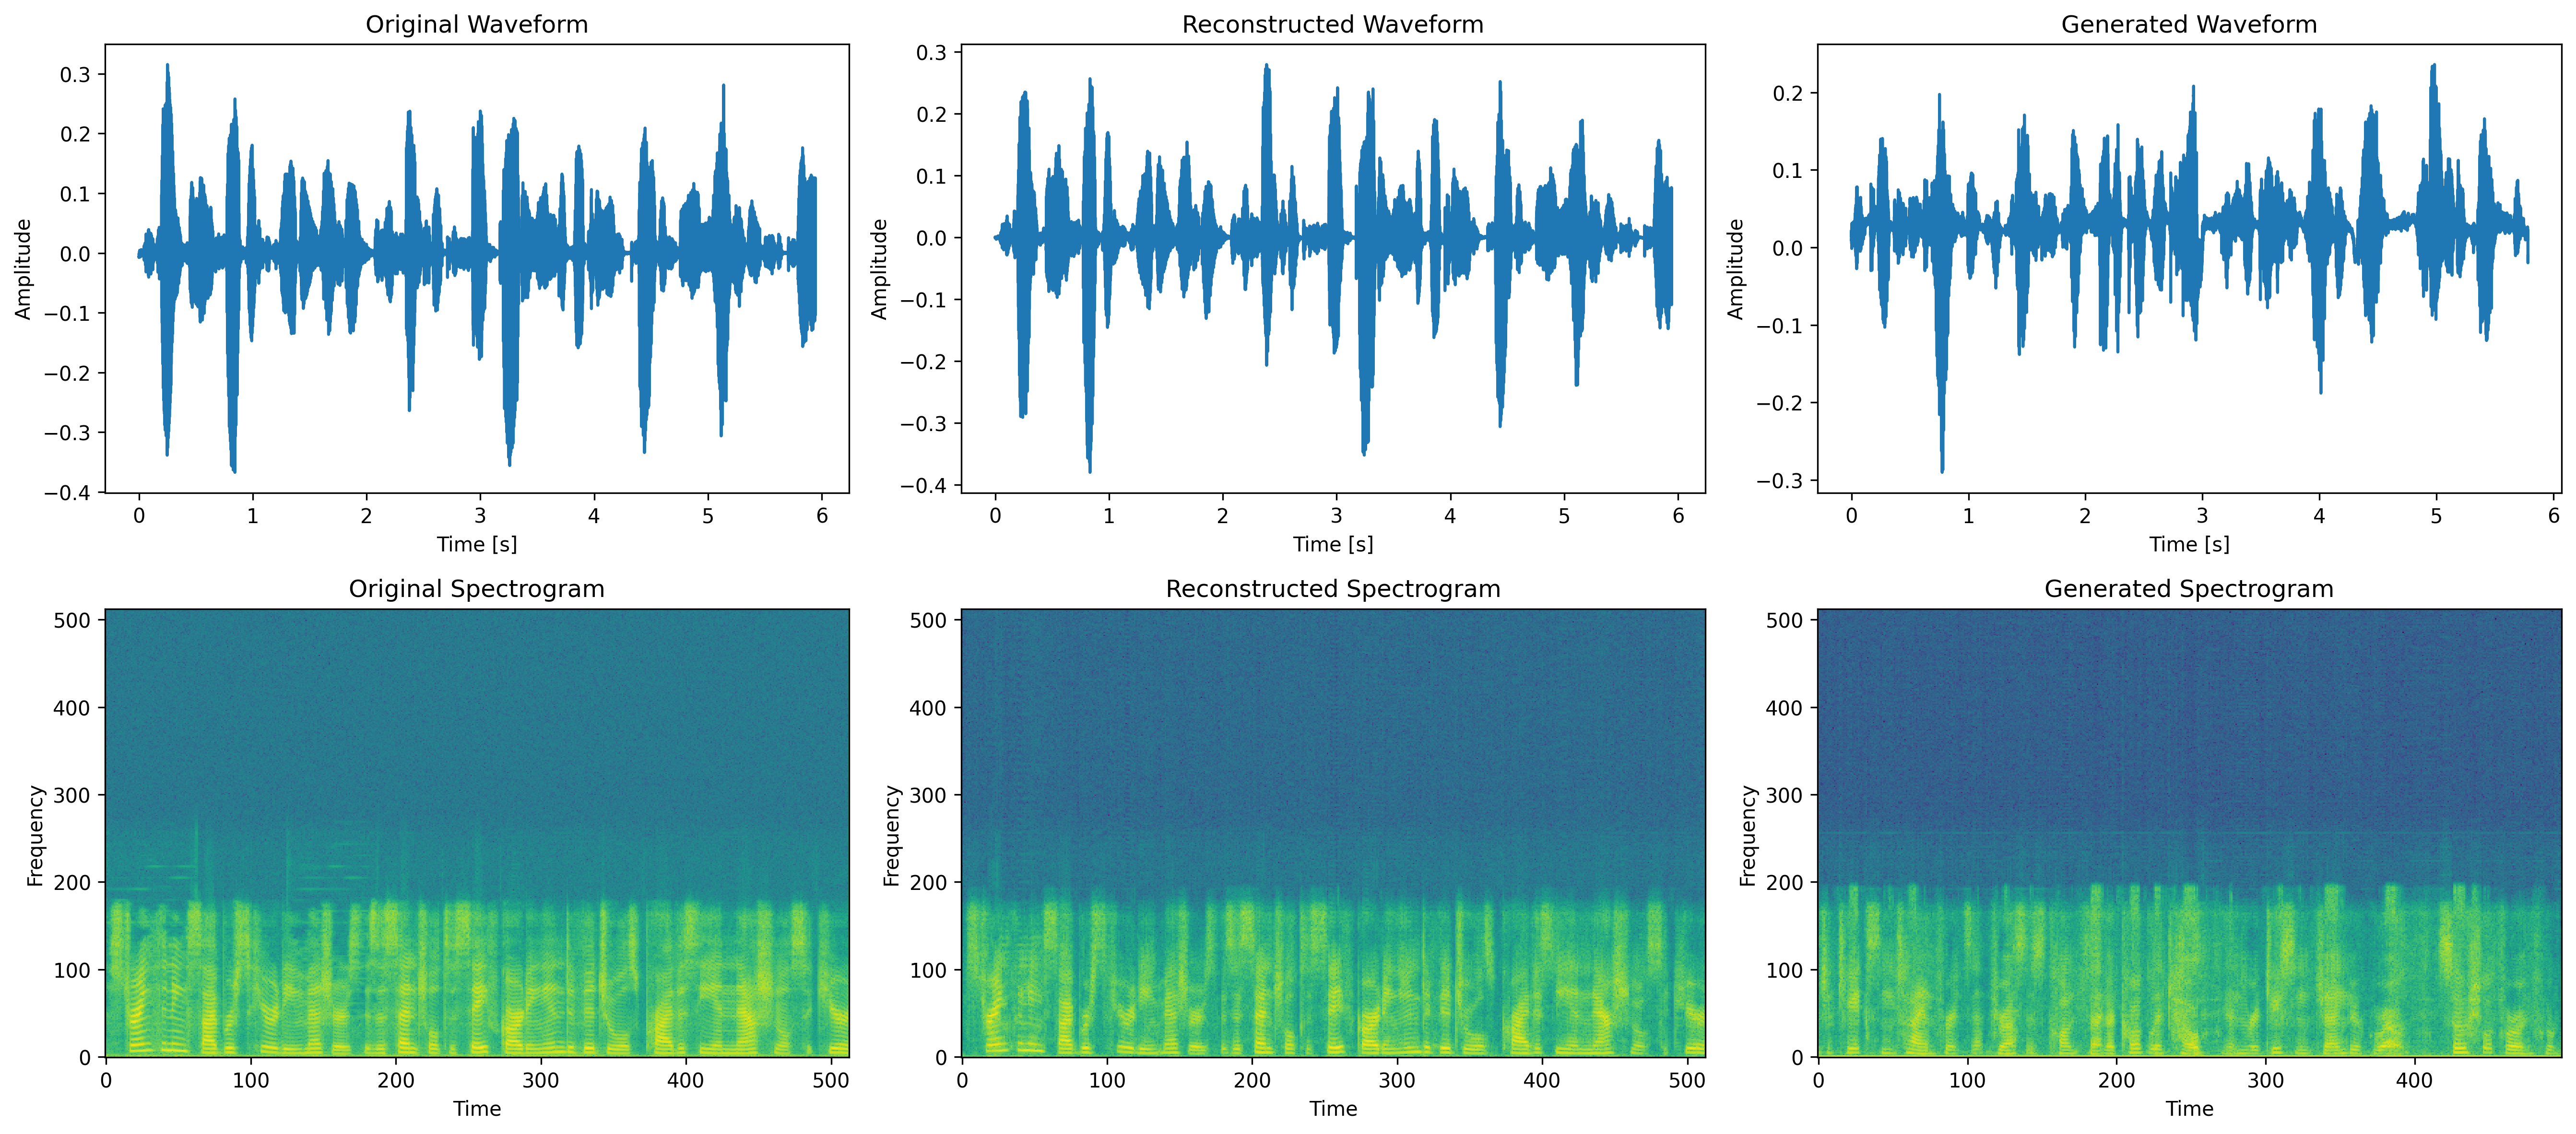 Original Waveform
Amplitude
0.3
0.2
0.1
0.0
−0.1
−0.2
−0.3
−0.4
0 1 2 3 4 5 6
Time [s]
Reconstructed Waveform
Amplitude
0.3
0.2
0.1
0.0
−0.1
−0.2
−0.3
−0.4
0 1 2 3 4 5 6
Time [s]
Generated Waveform
Amplitude
0.2
0.1
0.0
−0.1
−0.2
−0.3
0 1 2 3 4 5 6
Time [s]
Original Spectrogram
Frequency
500
400
300
200
100
0
0 100 200 300 400 500
Time
Reconstructed Spectrogram
Frequency
500
400
300
200
100
0
0 100 200 300 400 500
Time
Generated Spectrogram
Frequency
500
400
300
200
100
0
0 100 200 300 400
Time